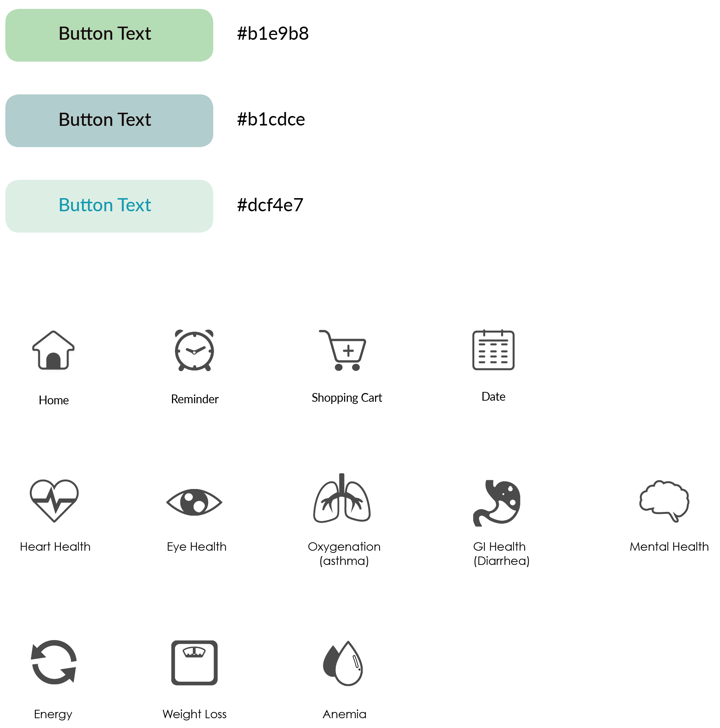 Button Text #b1e9b8
Button Text #b1cdce
Button Text #dcf4e7
Home Reminder Shopping Cart Date
Heart Health Eye Health Oxygenation GI Health Mental Health
(asthma) (Diarrhea)
Energy Weight Loss Anemia